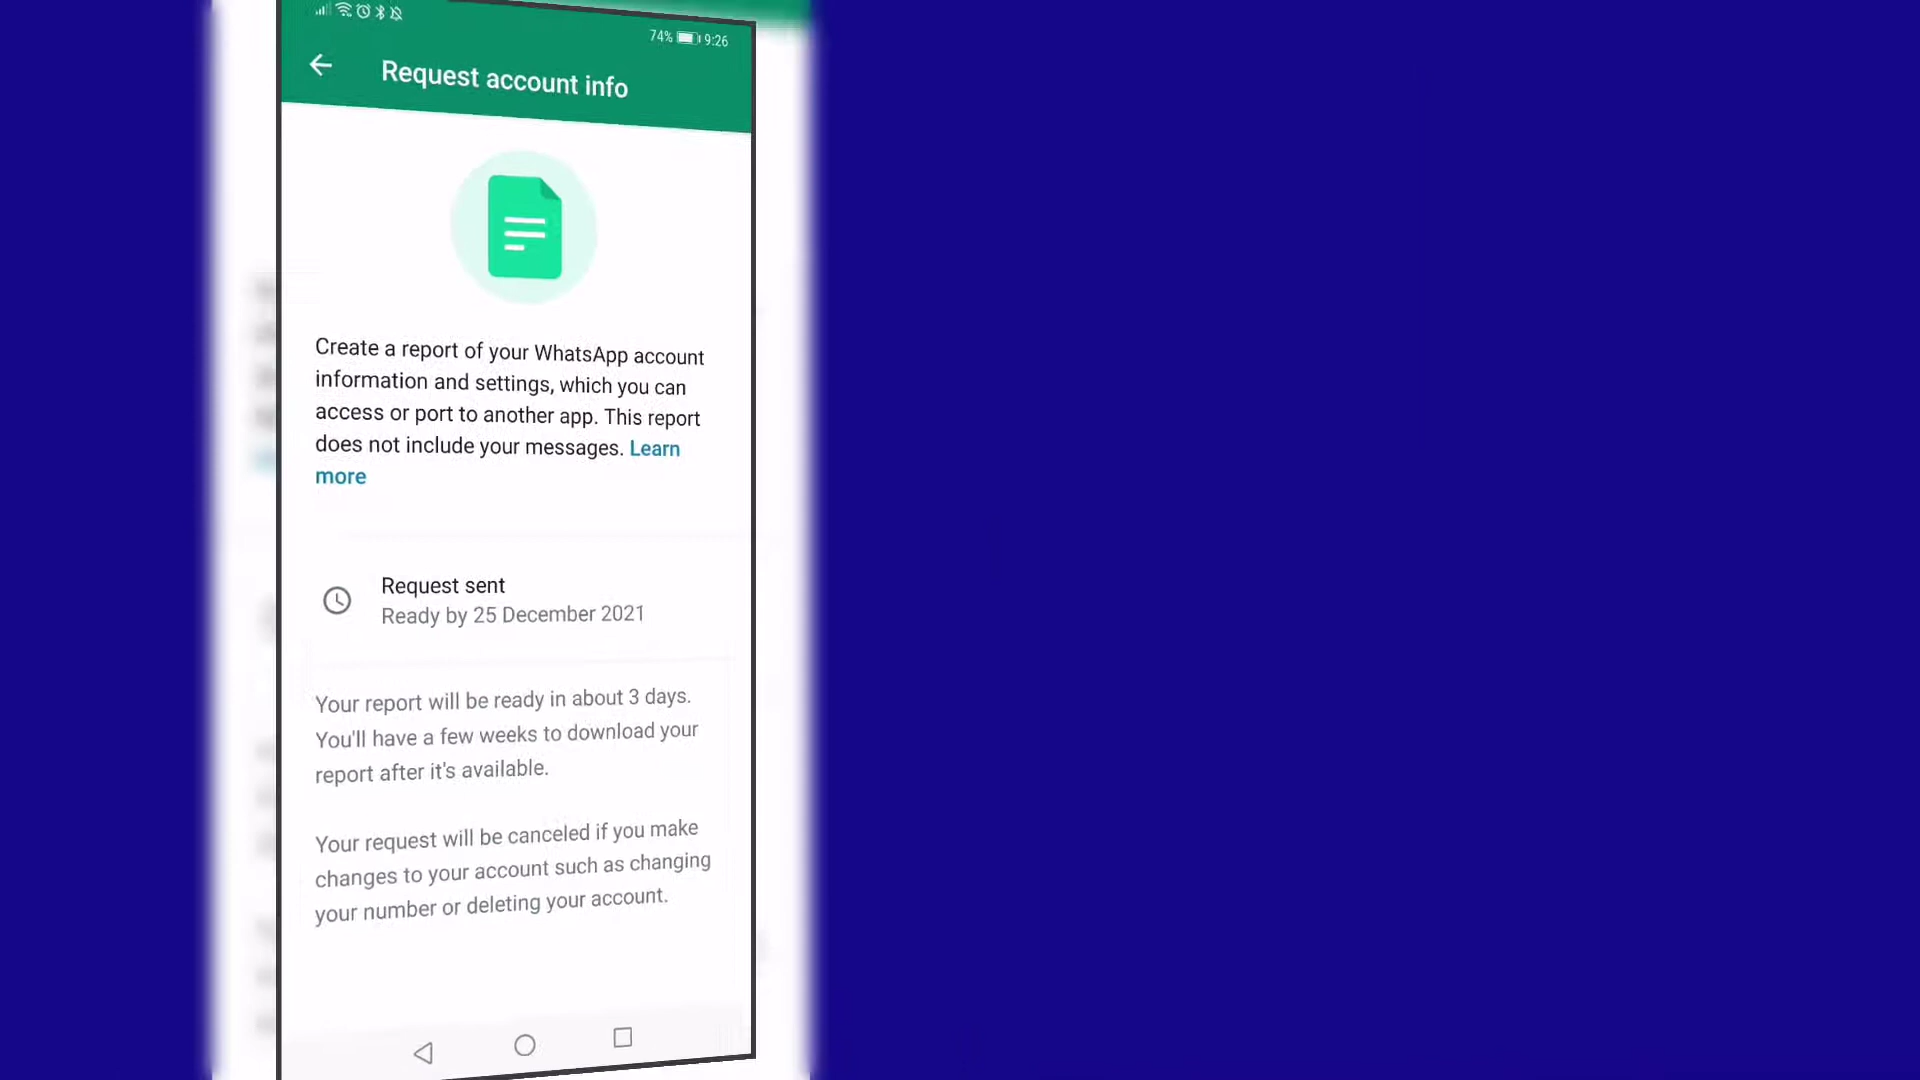 74% 9:26
Request account info
Create a report of your WhatsApp account
information and settings, which you can
access or port to another app. This report
does not include your messages. Learn
more
Request sent
Ready by 25 December 2021
Your report will be ready in about 3 days.
You'll have a few weeks to download your
report after it's available.
Your request will be canceled if you make
changes to your account such as changing
your number or deleting your account.